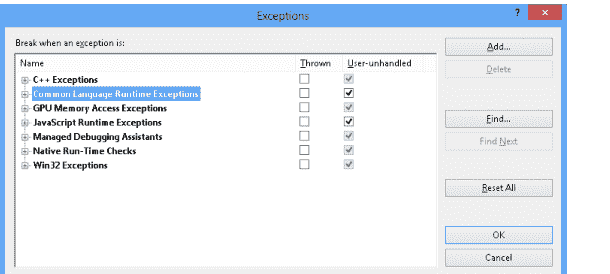 Exceptions
?
Break when an exception is:
Name Thrown User-unhandled
C++ Exceptions
Common Language Runtime Exceptions
GPU Memory Access Exceptions
JavaScript Runtime Exceptions
Managed Debugging Assistants
Native Run-Time Checks
Win32 Exceptions
Add...
Delete
Find...
Find Next
Reset All
OK
Cancel